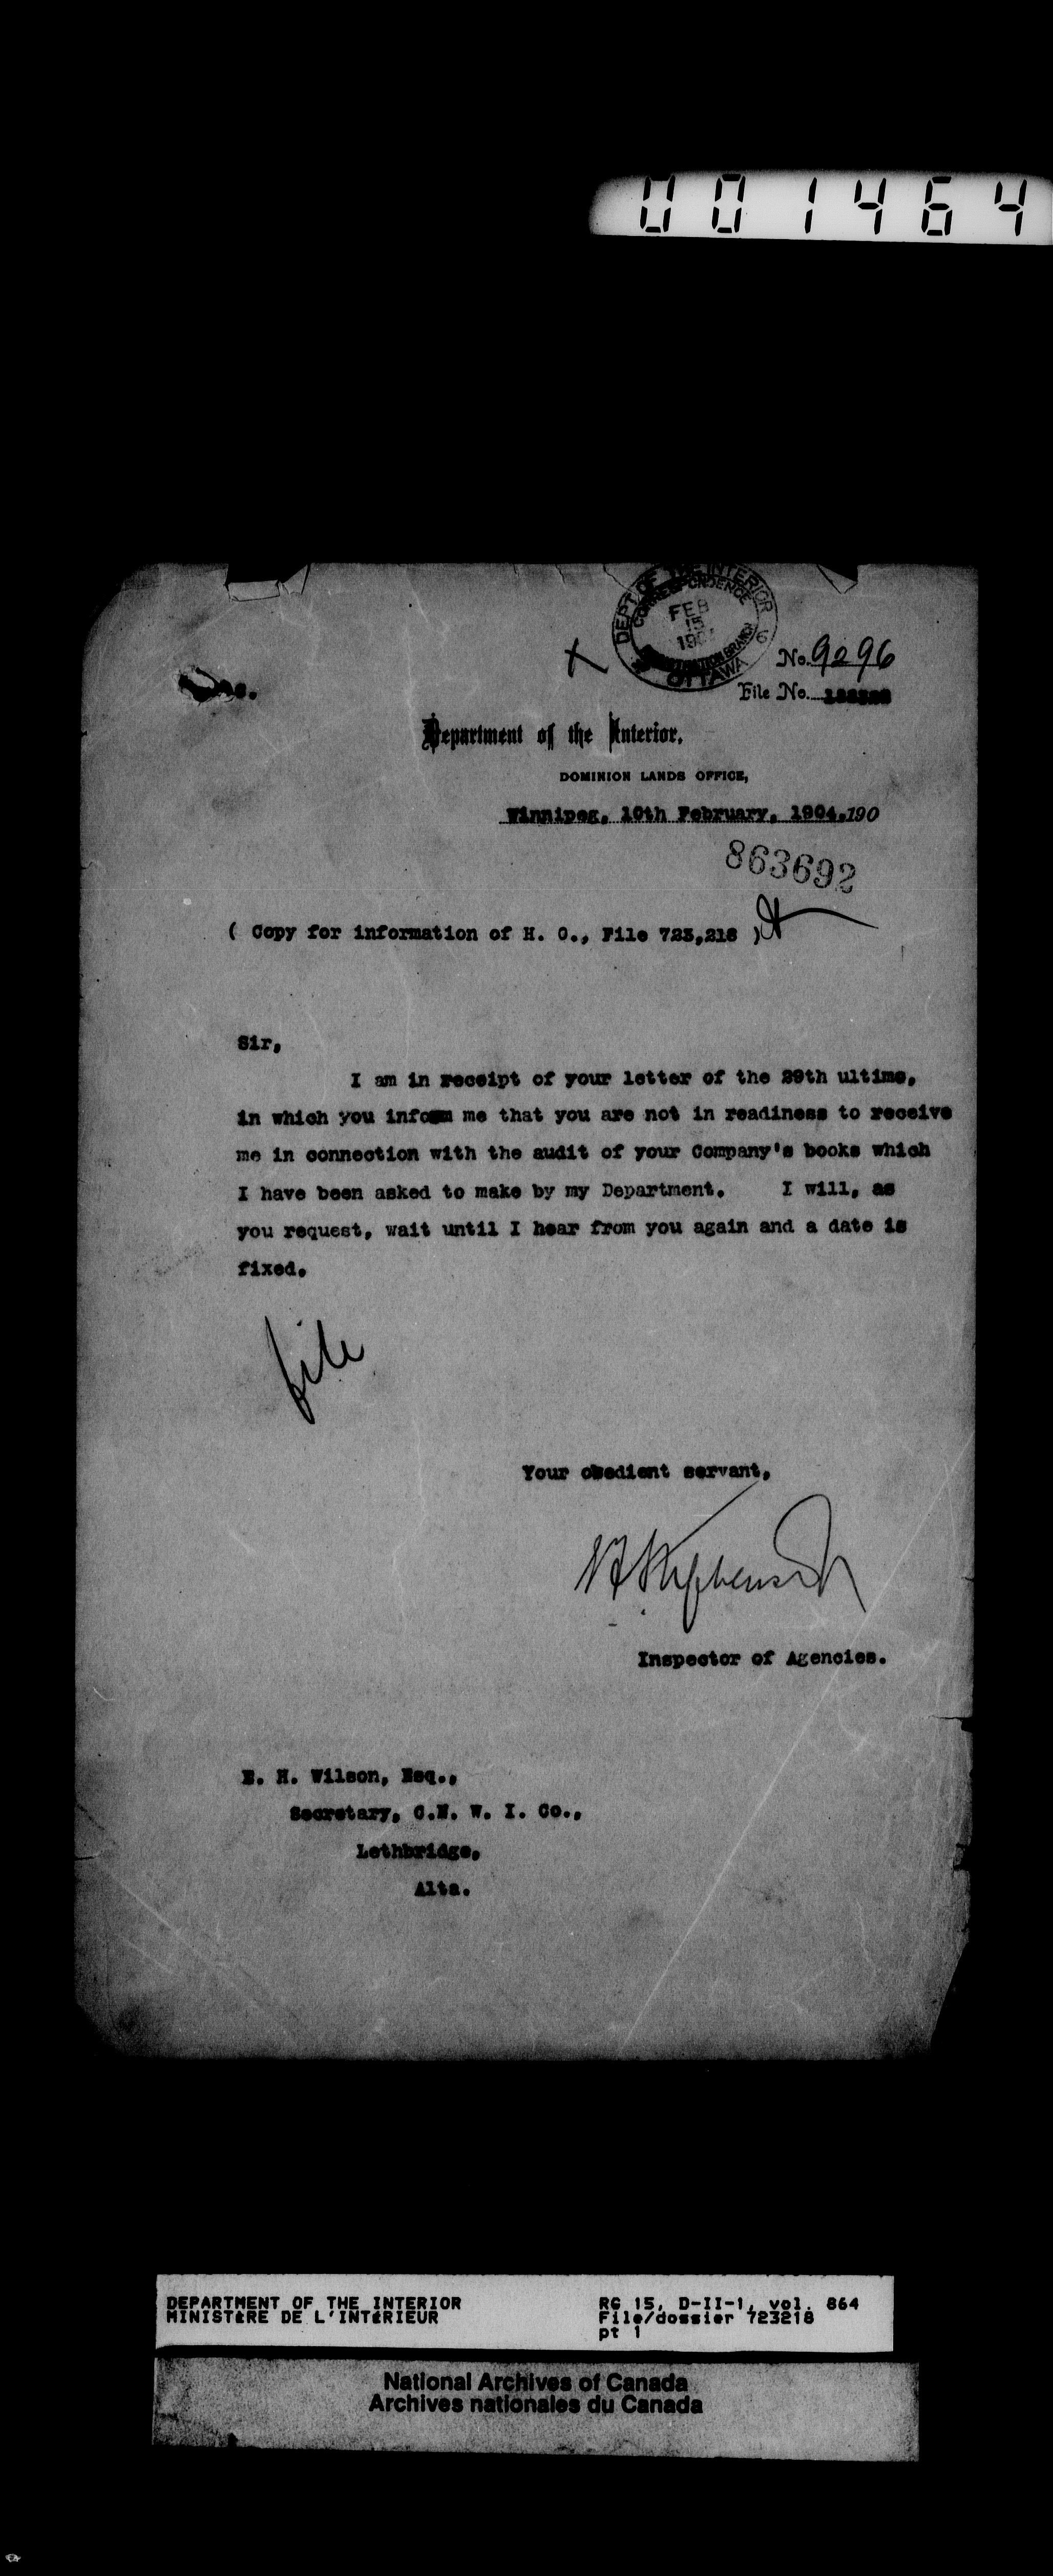 001464
DEPT. OF THE INTERIOR
CORRESPONDENCE
FEB
15
OTTAWA
No. 9296
File No.
Department of the Interior.
DOMINION LANDS OFFICE,
Winnipeg, 10th February, 1904. 190
863692
( Copy for information of H. O., File 723,218 )
Sir,
I am in receipt of your letter of the 29th ultimo,
in which you inform me that you are not in readiness to receive
me in connection with the audit of your Company's books which
I have been asked to make by my Department. I will, as
you request, wait until I hear from you again and a date is
fixed.
file
Your obedient servant,
Stephenson
Inspector of Agencies.
E. H. Wilson, Esq.,
Secretary, C.N. W. I. Co.,
Lethbridge,
Alta.
DEPARTMENT OF THE INTERIOR
MINISTÈRE DE L'INTÉRIEUR
RG 15, D-II-1, vol. 864
File/dossier 723218
pt 1
National Archives of Canada
Archives nationales du Canada